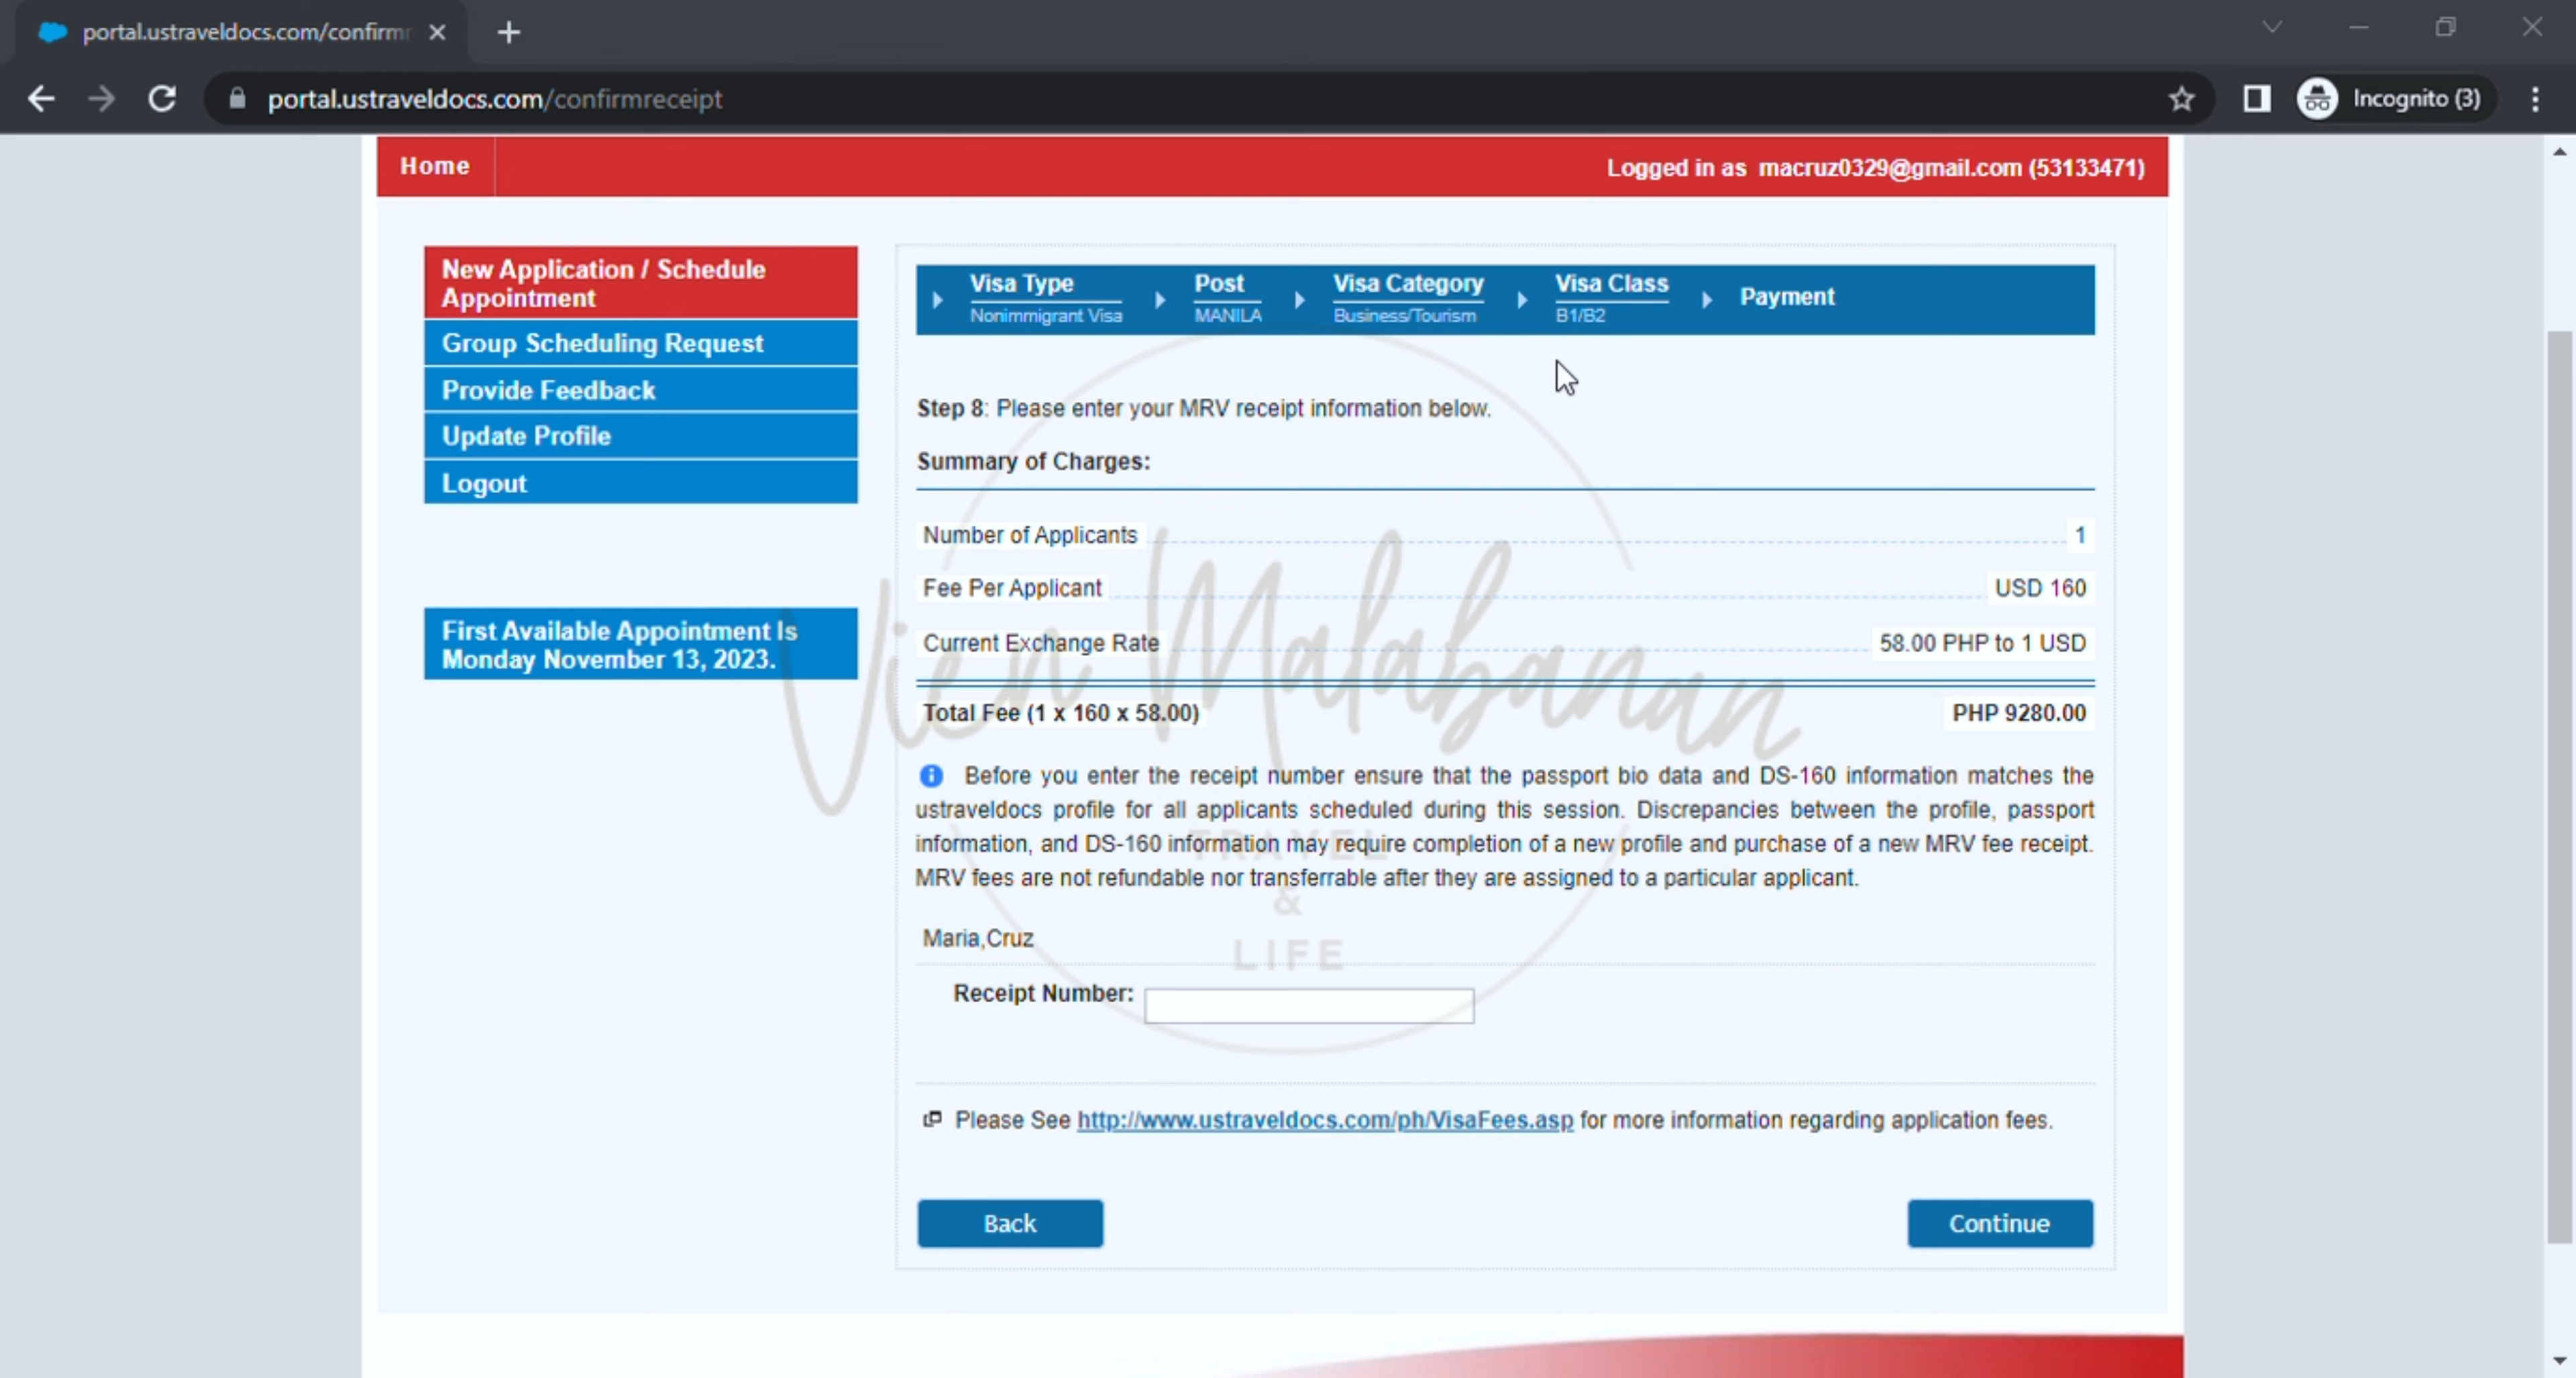 portal.ustraveldocs.com/confirm
portal.ustraveldocs.com/confirmreceipt
Incognito (3)
Home
Logged in as macruz0329@gmail.com (53133471)
New Application / Schedule
Appointment
Group Scheduling Request
Provide Feedback
Update Profile
Logout
First Available Appointment Is
Monday November 13, 2023.
Visa Type
Nonimmigrant Visa
Post
MANILA
Visa Category
Business/Tourism
Visa Class
B1/B2
Payment
Step 8: Please enter your MRV receipt information below.
Summary of Charges:
Number of Applicants 1
Fee Per Applicant USD 160
Current Exchange Rate 58.00 PHP to 1 USD
Vien Malabanan
Total Fee (1 x 160 x 58.00) PHP 9280.00
Before you enter the receipt number ensure that the passport bio data and DS-160 information matches the
ustraveldocs profile for all applicants scheduled during this session. Discrepancies between the profile, passport
information, and DS-160 information may require completion of a new profile and purchase of a new MRV fee receipt.
MRV fees are not refundable nor transferrable after they are assigned to a particular applicant.
TRAVEL
&
LIFE
Maria,Cruz
Receipt Number:
Please See http://www.ustraveldocs.com/ph/VisaFees.asp for more information regarding application fees.
Back
Continue